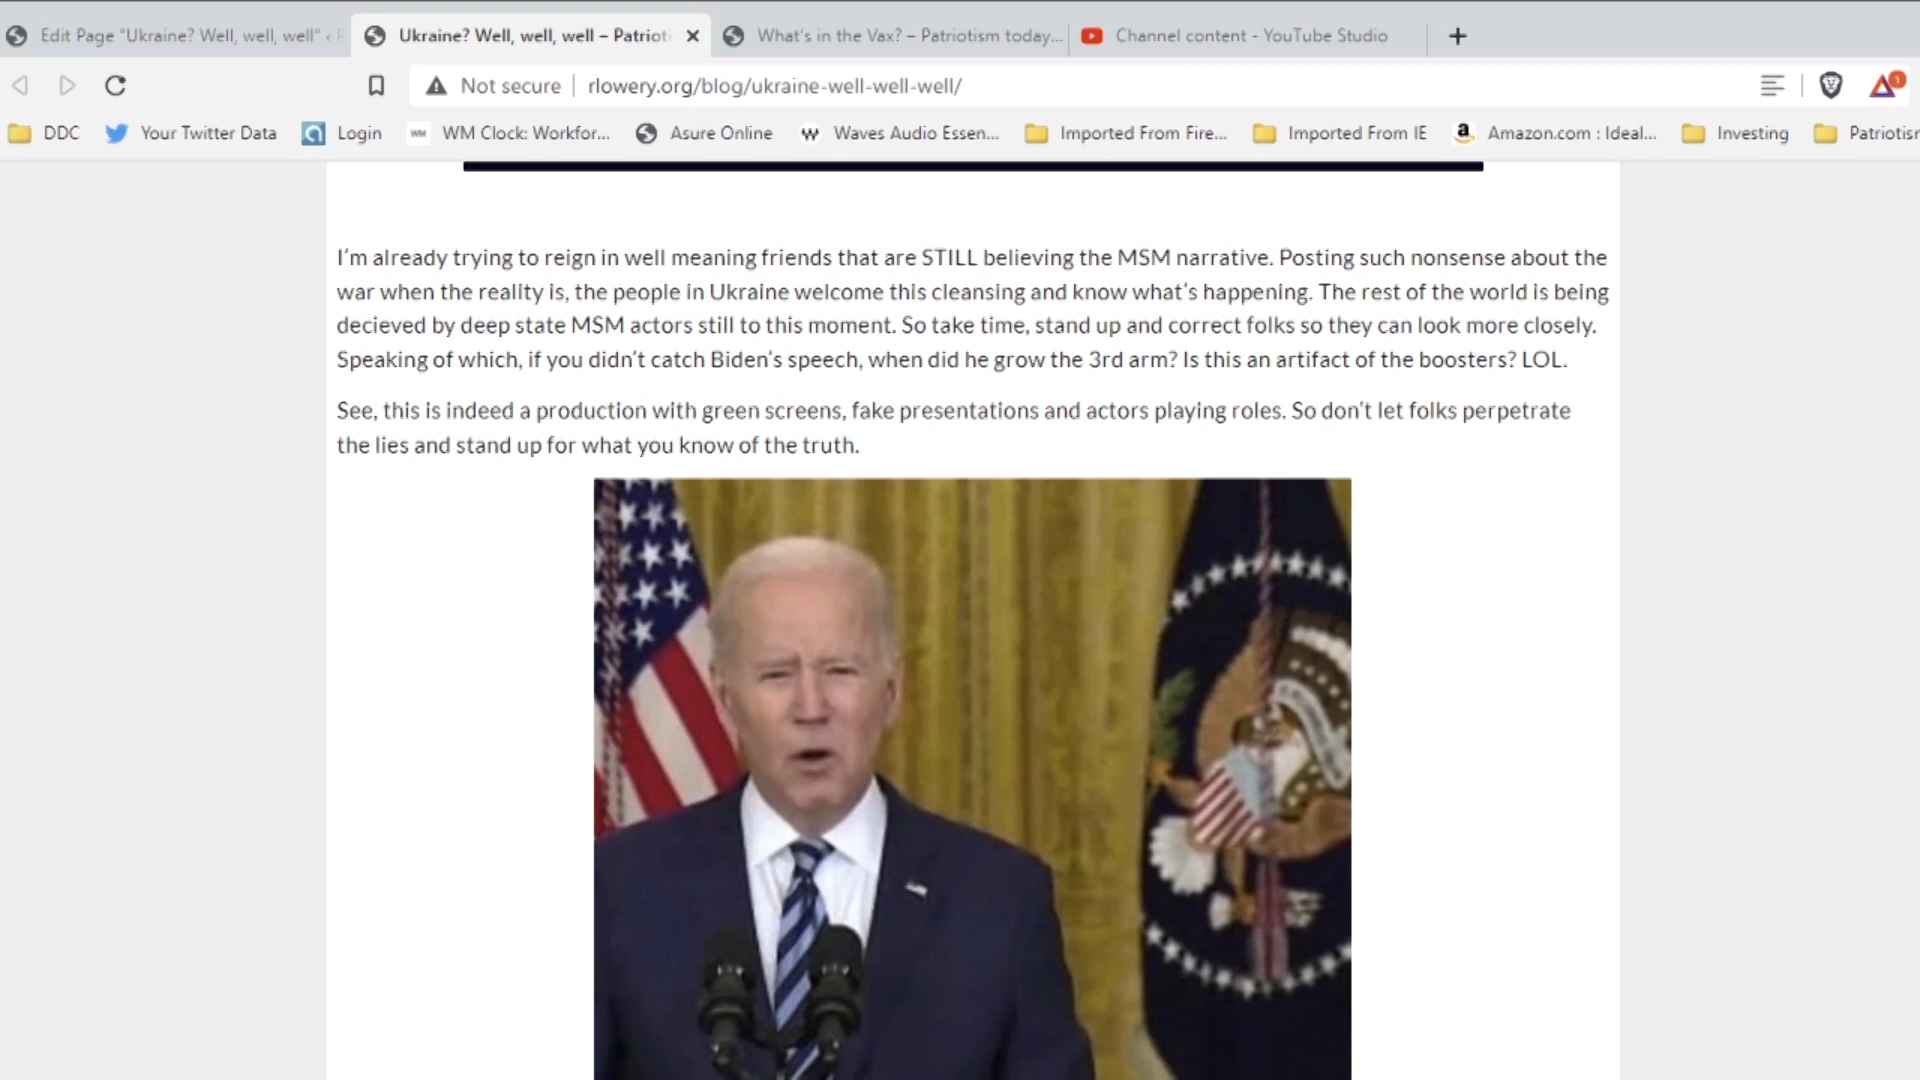 Edit Page "Ukraine? Well, well, well" ‹
Ukraine? Well, well, well – Patriot
What's in the Vax? – Patriotism today...
Channel content - YouTube Studio
Not secure
rlowery.org/blog/ukraine-well-well-well/
1
DDC
Your Twitter Data
Login
WM Clock: Workfor...
Asure Online
Waves Audio Essen...
Imported From Fire...
Imported From IE
Amazon.com : Ideal...
Investing
Patriotis
I'm already trying to reign in well meaning friends that are STILL believing the MSM narrative. Posting such nonsense about the
war when the reality is, the people in Ukraine welcome this cleansing and know what's happening. The rest of the world is being
decieved by deep state MSM actors still to this moment. So take time, stand up and correct folks so they can look more closely.
Speaking of which, if you didn't catch Biden's speech, when did he grow the 3rd arm? Is this an artifact of the boosters? LOL.
See, this is indeed a production with green screens, fake presentations and actors playing roles. So don't let folks perpetrate
the lies and stand up for what you know of the truth.